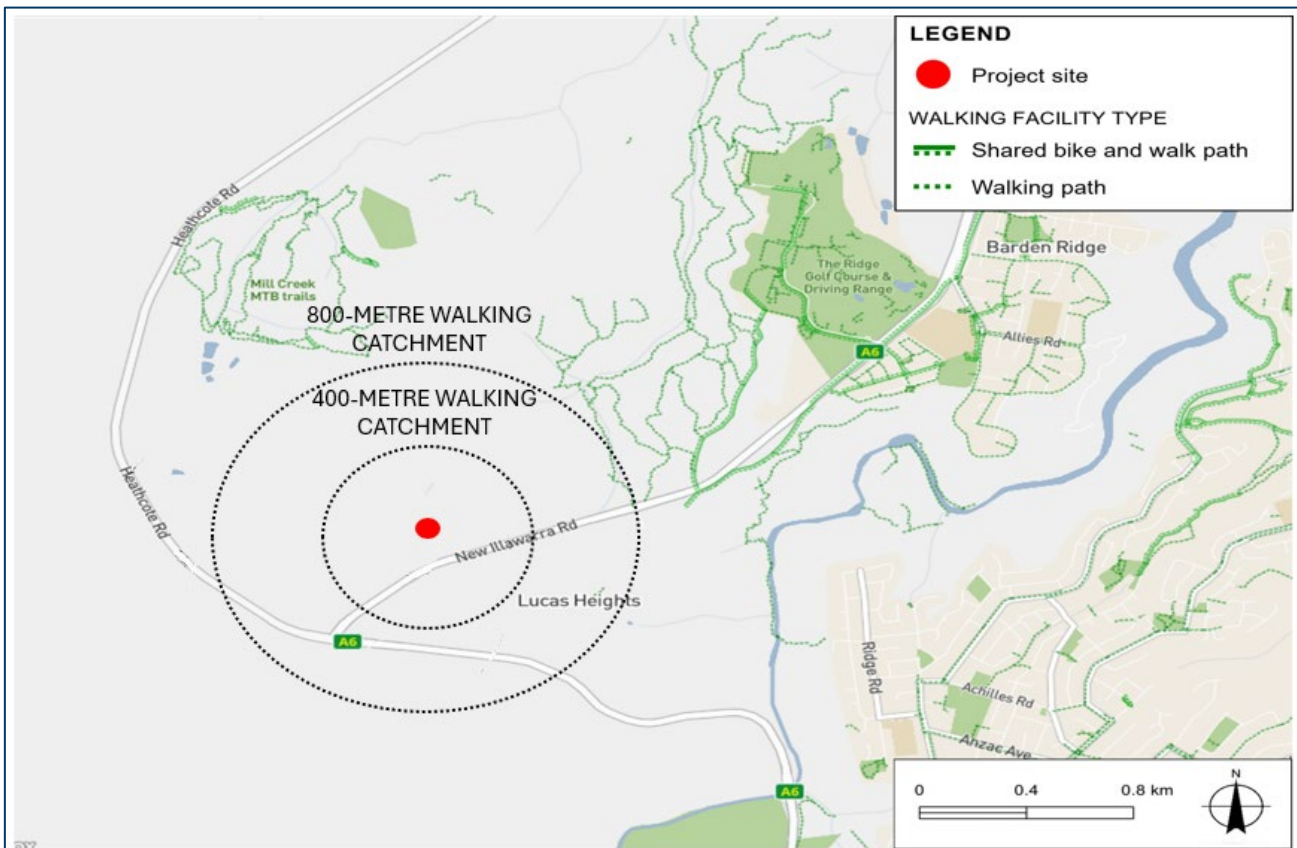 LEGEND
Project site
WALKING FACILITY TYPE
Shared bike and walk path
Walking path
Heathcote Rd
Barden Ridge
The Ridge
Golf Course &
Driving Range
Mill Creek
MTB trails
800-METRE WALKING
CATCHMENT
Allies Rd
A6
400-METRE WALKING
CATCHMENT
Heathcote Rd
New Illawarra Rd
Lucas Heights
A6
Ridge Rd
Achilles Rd
Anzac Ave
A6
0 0.4 0.8 km
N